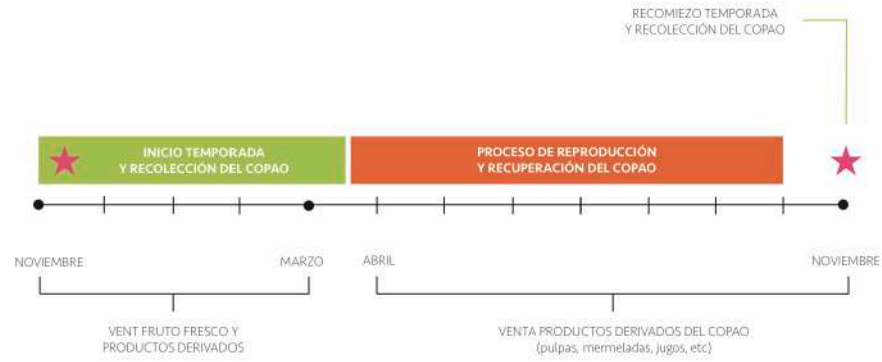 RECOMIEZO TEMPORADA
Y RECOLECCIÓN DEL COPAO
INICIO TEMPORADA
Y RECOLECCIÓN DEL COPAO
PROCESO DE REPRODUCCIÓN
Y RECUPERACIÓN DEL COPAO
NOVIEMBRE
MARZO
ABRIL
NOVIEMBRE
VENT FRUTO FRESCO Y
PRODUCTOS DERIVADOS
VENTA PRODUCTOS DERIVADOS DEL COPAO
(pulpas, mermeladas, jugos, etc)